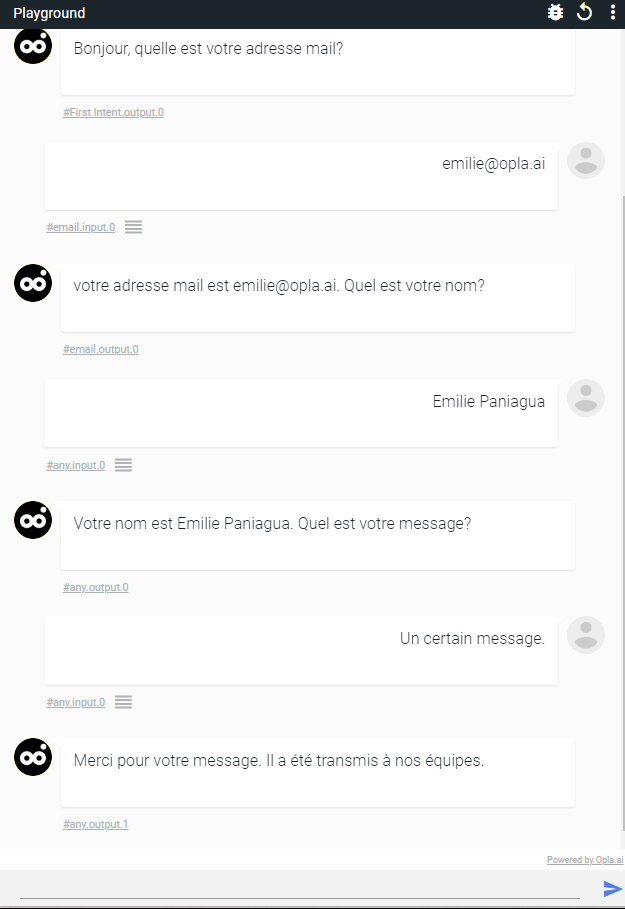 Playground
Bonjour, quelle est votre adresse mail?
#First Intent.output.0
emilie@opla.ai
#email.input.0
votre adresse mail est emilie@opla.ai. Quel est votre nom?
#email.output.0
Emilie Paniagua
#any.input.0
Votre nom est Emilie Paniagua. Quel est votre message?
#any.output.0
Un certain message.
#any.input.0
Merci pour votre message. Il a été transmis à nos équipes.
#any.output.1
Powered by Opla.ai